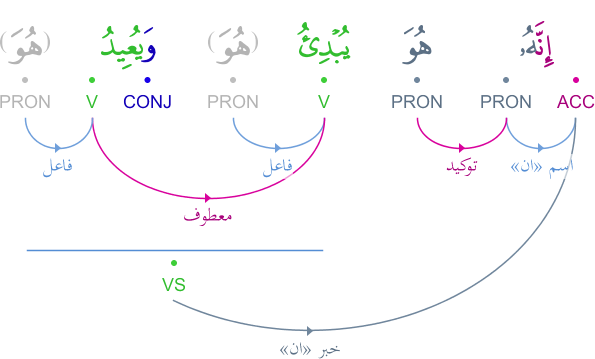 إِنَّهُۥ هُوَ يُبْدِئُ (هُوَ) وَيُعِيدُ (هُوَ)
ACC PRON PRON V PRON CONJ V PRON
اسم «ان» توكيد فاعل فاعل
معطوف
VS
خبر «ان»